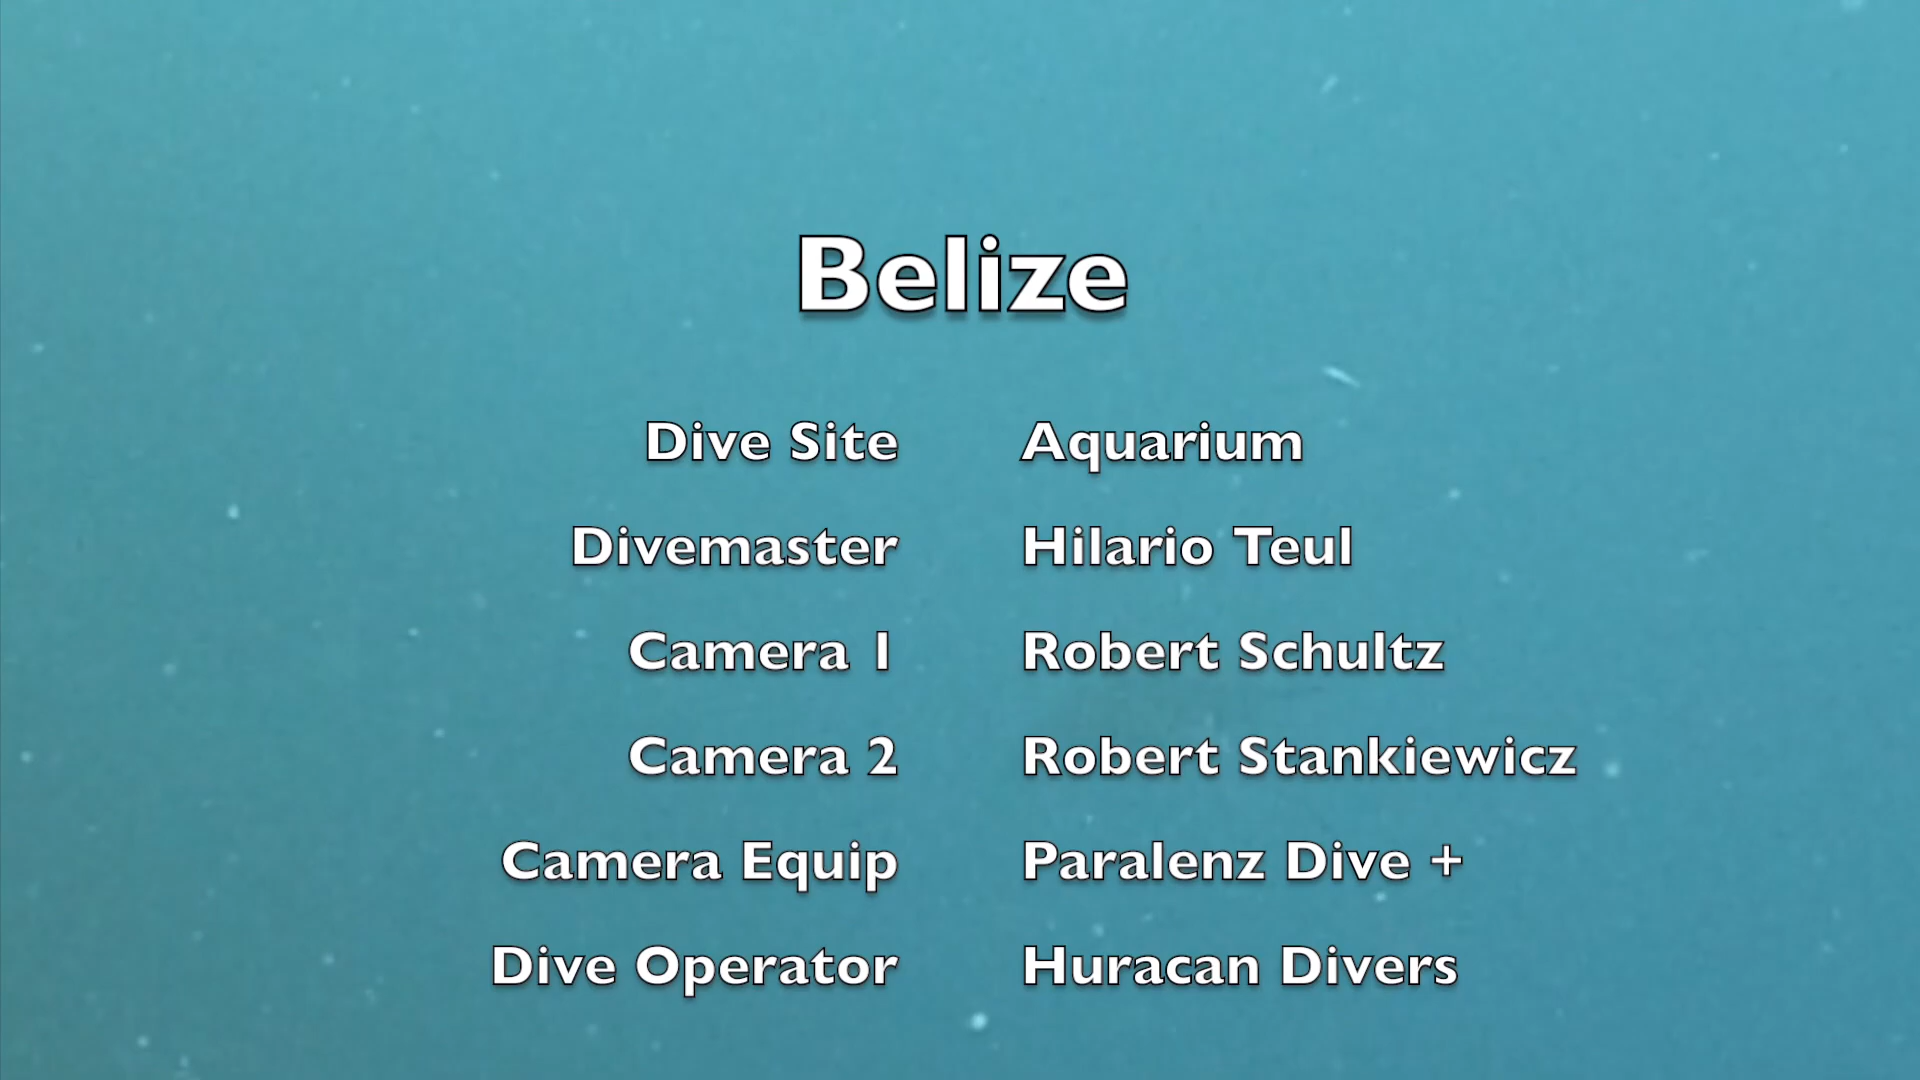 Belize
Dive Site Aquarium
Divemaster Hilario Teul
Camera 1 Robert Schultz
Camera 2 Robert Stankiewicz
Camera Equip Paralenz Dive +
Dive Operator Huracan Divers